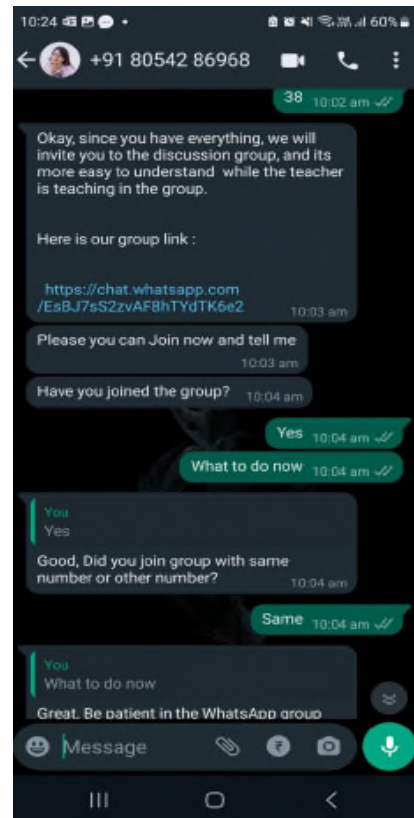 10:24
60%
+91 80542 86968
38 10:02 am
Okay, since you have everything, we will
invite you to the discussion group, and its
more easy to understand while the teacher
is teaching in the group.
Here is our group link :
https://chat.whatsapp.com
/EsBJ7sS2zvAF8hTYdTK6e2 10:03 am
Please you can Join now and tell me
10:03 am
Have you joined the group? 10:04 am
Yes 10:04 am
What to do now 10:04 am
You
Yes
Good, Did you join group with same
number or other number? 10:04 am
Same 10:04 am
You
What to do now
Great. Be patient in the WhatsApp group
Message